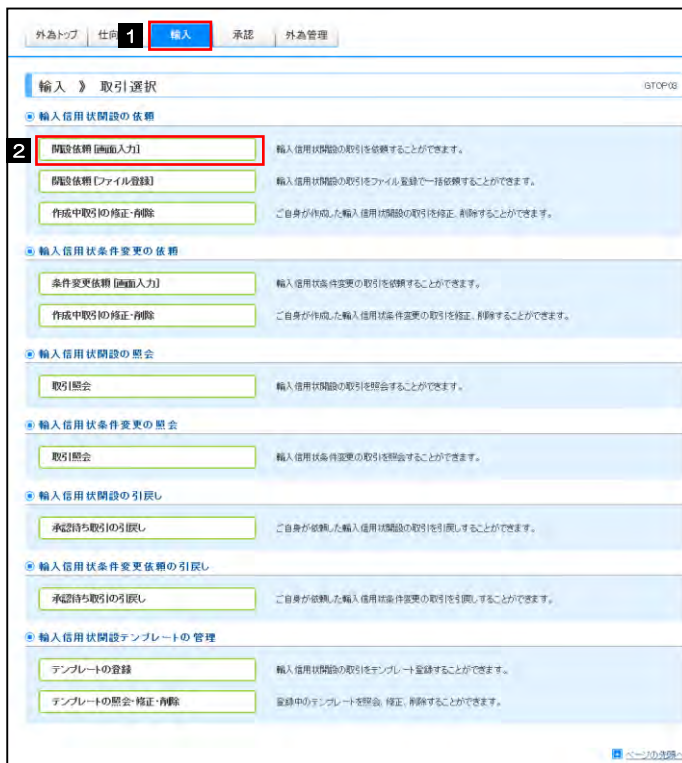 外為トップ 仕向 1 輸入 承認 外為管理
輸入 》 取引選択 GTOP03
輸入信用状開設の依頼
2 開設依頼[画面入力] 輸入信用状開設の取引を依頼することができます。
開設依頼[ファイル登録] 輸入信用状開設の取引をファイル登録で一括依頼することができます。
作成中取引の修正・削除 ご自身が作成した輸入信用状開設の取引を修正、削除することができます。
輸入信用状条件変更の依頼
条件変更依頼[画面入力] 輸入信用状条件変更の取引を依頼することができます。
作成中取引の修正・削除 ご自身が作成した輸入信用状条件変更の取引を修正、削除することができます。
輸入信用状開設の照会
取引照会 輸入信用状開設の取引を照会することができます。
輸入信用状条件変更の照会
取引照会 輸入信用状条件変更の取引を照会することができます。
輸入信用状開設の引戻し
承認待ち取引の引戻し ご自身が依頼した輸入信用状開設の取引を引戻しすることができます。
輸入信用状条件変更依頼の引戻し
承認待ち取引の引戻し ご自身が依頼した輸入信用状条件変更の取引を引戻しすることができます。
輸入信用状開設テンプレートの管理
テンプレートの登録 輸入信用状開設の取引をテンプレート登録することができます。
テンプレートの照会・修正・削除 登録中のテンプレートを照会、修正、削除することができます。
ページの先頭へ